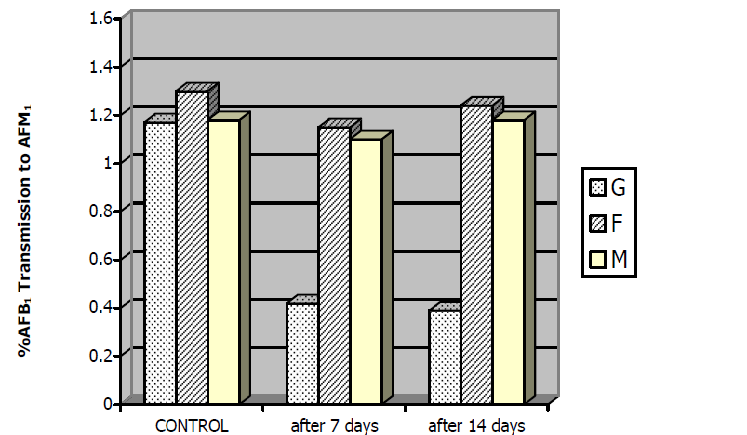 1.6
1.4
1.2
1
0.8
0.6
0.4
0.2
0
%AFB₁ Transmission to AFM₁
CONTROL
after 7 days
after 14 days
G
F
M